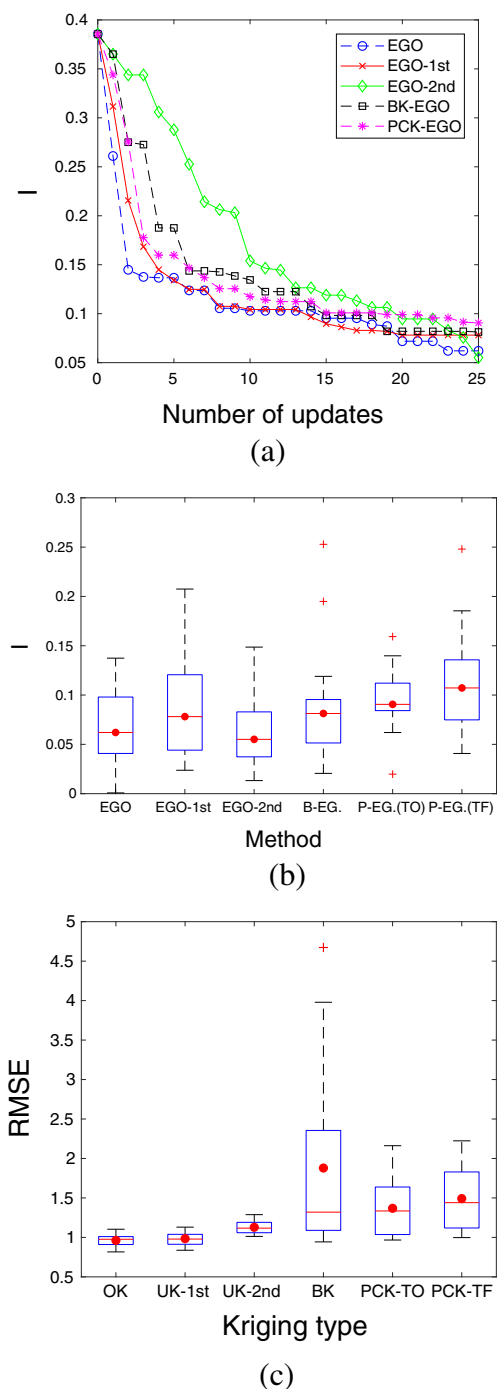 0.4
0.35
0.3
0.25
0.2
0.15
0.1
0.05
I
EGO
EGO-1st
EGO-2nd
BK-EGO
PCK-EGO
0 5 10 15 20 25
Number of updates
(a)
0.3
0.25
0.2
0.15
0.1
0.05
0
I
EGO EGO-1st EGO-2nd B-EG. P-EG.(TO) P-EG.(TF)
Method
(b)
5
4.5
4
3.5
3
2.5
2
1.5
1
0.5
RMSE
OK UK-1st UK-2nd BK PCK-TO PCK-TF
Kriging type
(c)